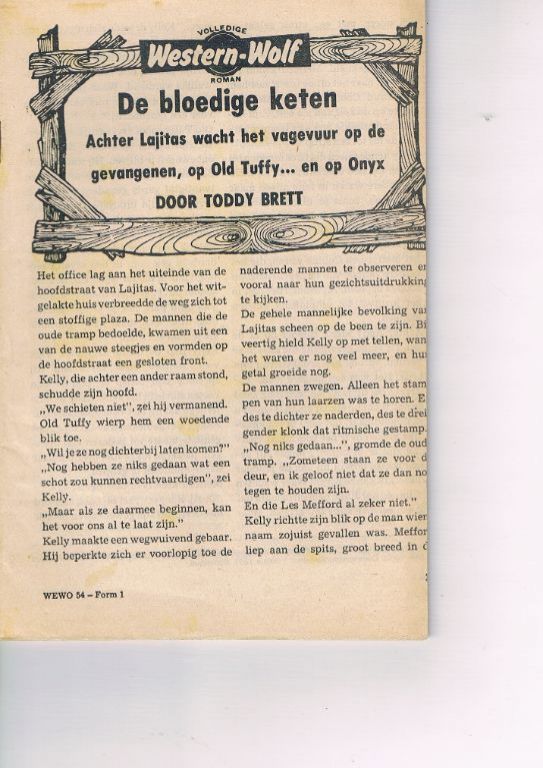 VOLLEDIGE
Western-Wolf
ROMAN
De bloedige keten
Achter Lajitas wacht het vagevuur op de
gevangenen, op Old Tuffy... en op Onyx
DOOR TODDY BRETT
Het office lag aan het uiteinde van de
hoofdstraat van Lajitas. Voor het wit-
gelakte huis verbreedde de weg zich tot
een stoffige plaza. De mannen die de
oude tramp bedoelde, kwamen uit een
van de nauwe steegjes en vormden op
de hoofdstraat een gesloten front.
Kelly, die achter een ander raam stond,
schudde zijn hoofd.
„We schieten niet", zei hij vermanend.
Old Tuffy wierp hem een woedende
blik toe.
„Wil je ze nog dichterbij laten komen?"
„Nog hebben ze niks gedaan wat een
schot zou kunnen rechtvaardigen", zei
Kelly.
„Maar als ze daarmee beginnen, kan
het voor ons al te laat zijn."
Kelly maakte een wegwuivend gebaar.
Hij beperkte zich er voorlopig toe de
naderende mannen te observeren en
vooral naar hun gezichtsuitdrukking
te kijken.
De gehele mannelijke bevolking van
Lajitas scheen op de been te zijn. Bi
veertig hield Kelly op met tellen, wan
het waren er nog veel meer, en hun
getal groeide nog.
De mannen zwegen. Alleen het stam
pen van hun laarzen was te horen. E
des te dichter ze naderden, des te drei
gender klonk dat ritmische gestamp.
„Nog niks gedaan...", gromde de oud
tramp. „Zometeen staan ze voor d
deur, en ik geloof niet dat ze dan no
tegen te houden zijn.
En die Les Mefford al zeker niet."
Kelly richtte zijn blik op de man wien
naam zojuist gevallen was. Meffor
liep aan de spits, groot breed in d
WEWO 54 – Form 1